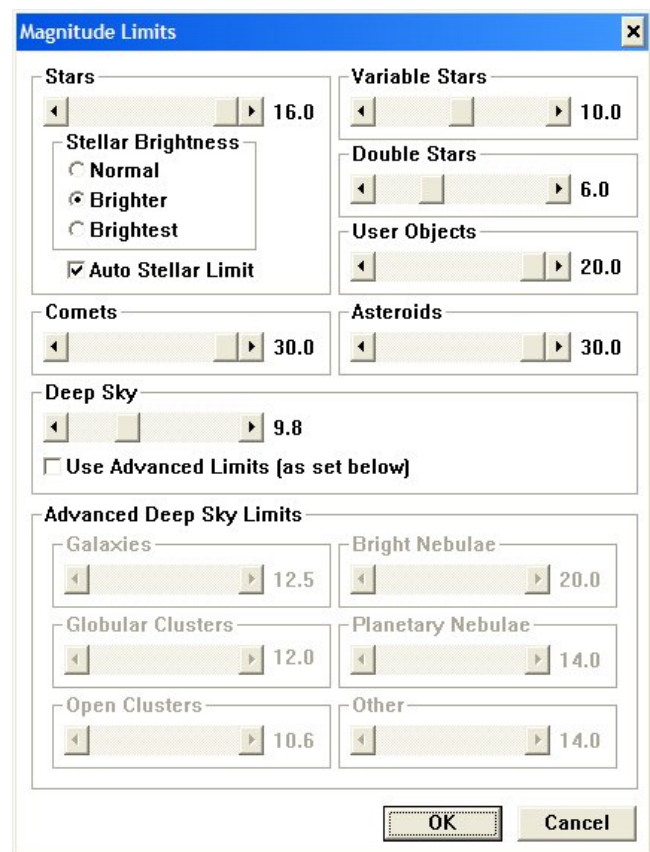 Magnitude Limits
Stars
16.0
Stellar Brightness
Normal
Brighter
Brightest
Auto Stellar Limit
Variable Stars
10.0
Double Stars
6.0
User Objects
20.0
Comets
30.0
Asteroids
30.0
Deep Sky
9.8
Use Advanced Limits (as set below)
Advanced Deep Sky Limits
Galaxies
12.5
Bright Nebulae
20.0
Globular Clusters
12.0
Planetary Nebulae
14.0
Open Clusters
10.6
Other
14.0
OK
Cancel